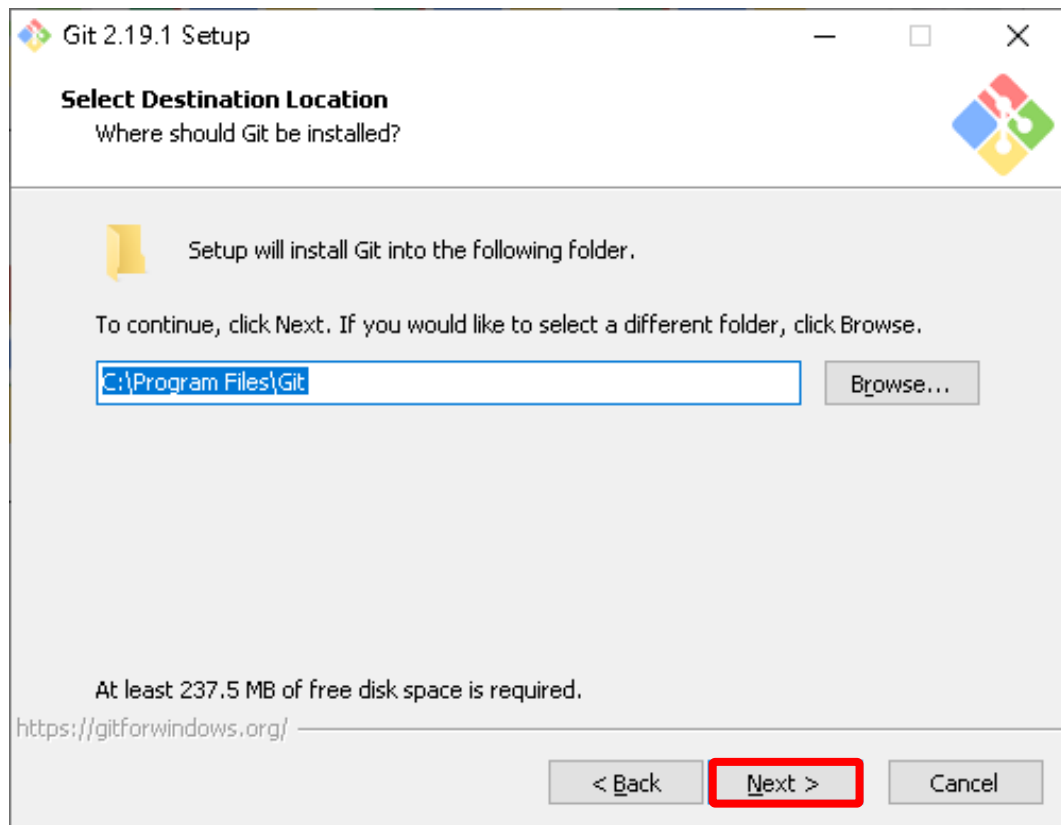 Git 2.19.1 Setup
Select Destination Location
Where should Git be installed?
Setup will install Git into the following folder.
To continue, click Next. If you would like to select a different folder, click Browse.
C:\Program Files\Git
Browse...
At least 237.5 MB of free disk space is required.
https://gitforwindows.org/
< Back
Next >
Cancel